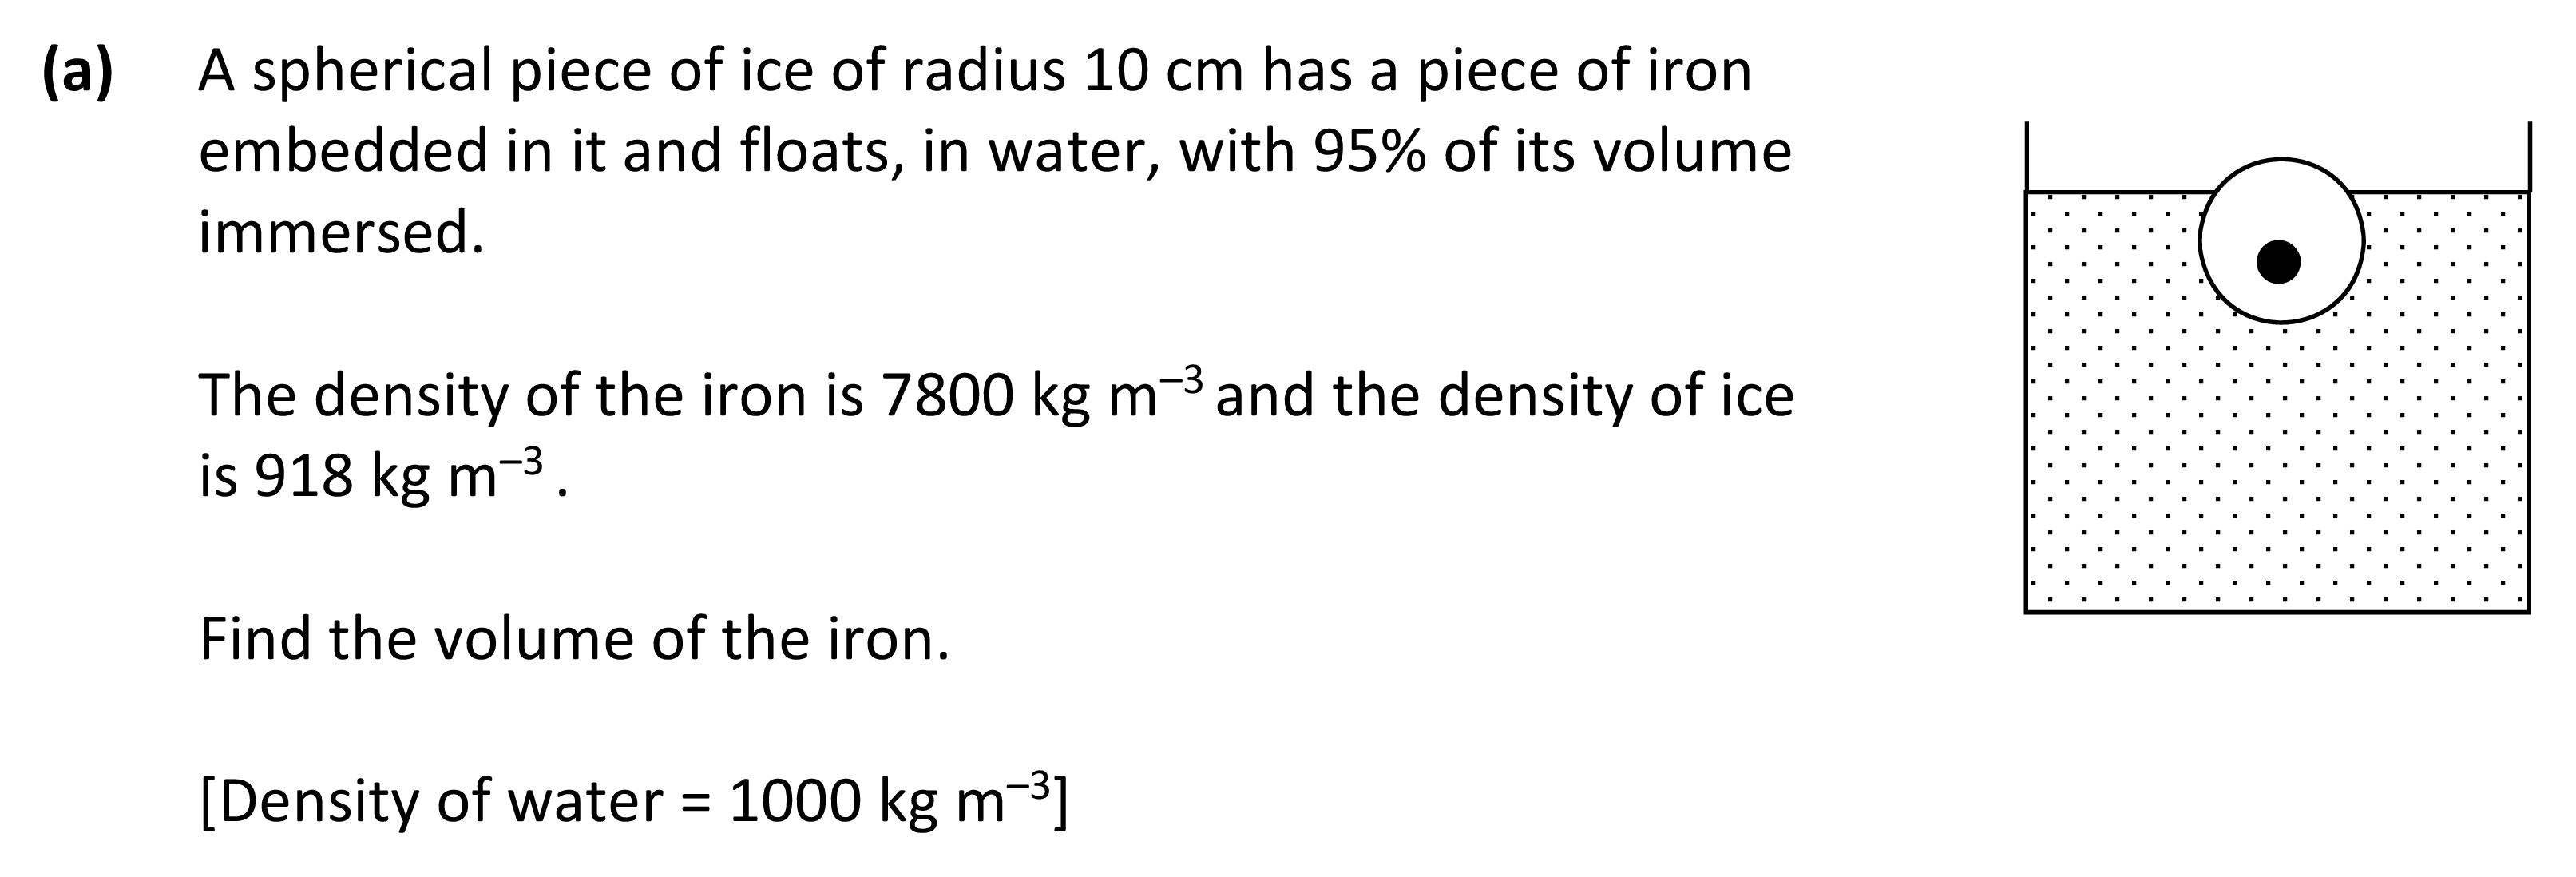 (a) A spherical piece of ice of radius 10 cm has a piece of iron
embedded in it and floats, in water, with 95% of its volume
immersed.
The density of the iron is 7800 kg m⁻³ and the density of ice
is 918 kg m⁻³ .
Find the volume of the iron.
[Density of water = 1000 kg m⁻³]